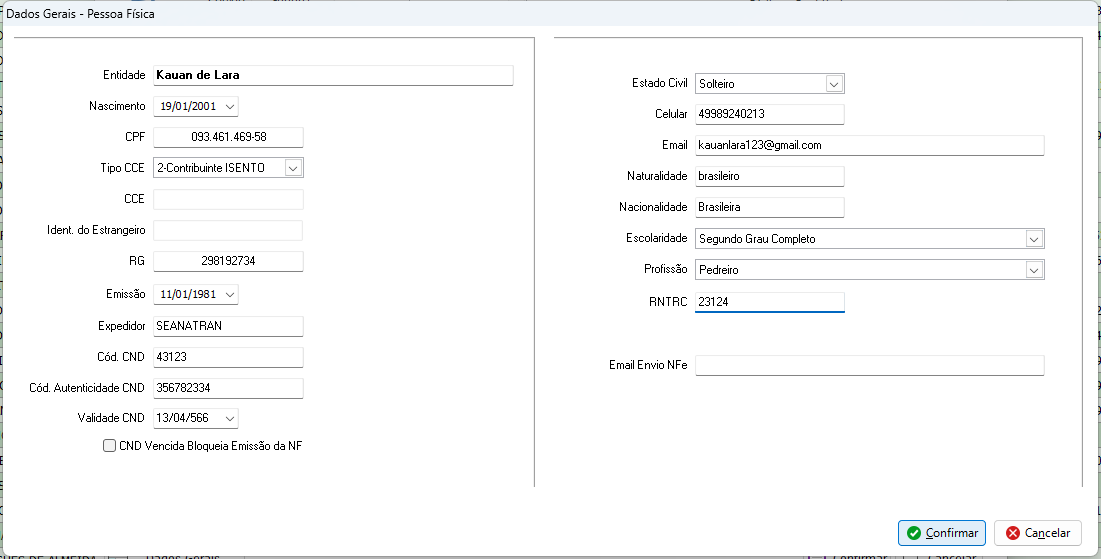 Dados Gerais - Pessoa Física
Entidade Kauan de Lara
Nascimento 19/01/2001
CPF 093.461.469-58
Tipo CCE 2-Contribuinte ISENTO
CCE
Ident. do Estrangeiro
RG 298192734
Emissão 11/01/1981
Expedidor SEANATRAN
Cód. CND 43123
Cód. Autenticidade CND 356782334
Validade CND 13/04/566
CND Vencida Bloqueia Emissão da NF
Estado Civil Solteiro
Celular 49989240213
Email kauanlara123@gmail.com
Naturalidade brasileiro
Nacionalidade Brasileira
Escolaridade Segundo Grau Completo
Profissão Pedreiro
RNTRC 23124
Email Envio NFe
Confirmar
Cancelar